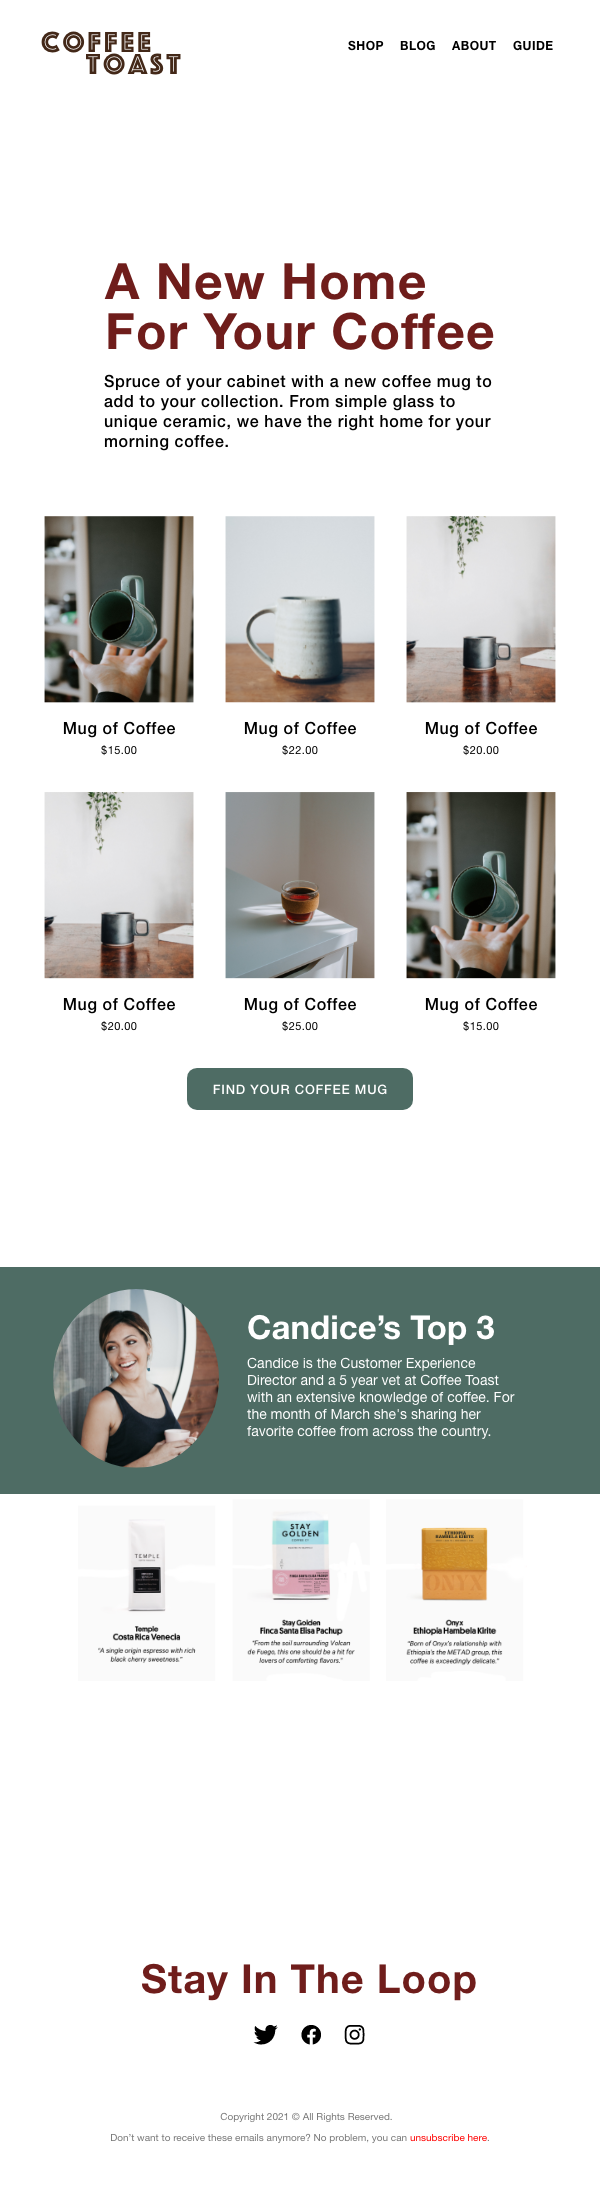 COFFEE
TOAST
SHOP BLOG ABOUT GUIDE
A New Home
For Your Coffee
Spruce of your cabinet with a new coffee mug to
add to your collection. From simple glass to
unique ceramic, we have the right home for your
morning coffee.
Mug of Coffee
$15.00
Mug of Coffee
$22.00
Mug of Coffee
$20.00
Mug of Coffee
$20.00
Mug of Coffee
$25.00
Mug of Coffee
$15.00
FIND YOUR COFFEE MUG
Candice’s Top 3
Candice is the Customer Experience
Director and a 5 year vet at Coffee Toast
with an extensive knowledge of coffee. For
the month of March she’s sharing her
favorite coffee from across the country.
TEMPLE
Temple
Costa Rica Venecia
"A single origin espresso with rich
black cherry sweetness."
STAY
GOLDEN
Stay Golden
Finca Santa Elisa Pachup
"From the soil surrounding Volcan
de Fuego, this one should be a hit for
lovers of comforting flavors."
ETHIOPIA
HAMBELA KIRITE
ONYX
Onyx
Ethiopia Hambela Kirite
"Born of Onyx's relationship with
Ethiopia's the METAD group, this
coffee is exceedingly delicate."
Stay In The Loop
Copyright 2021 © All Rights Reserved.
Don’t want to receive these emails anymore? No problem, you can unsubscribe here.